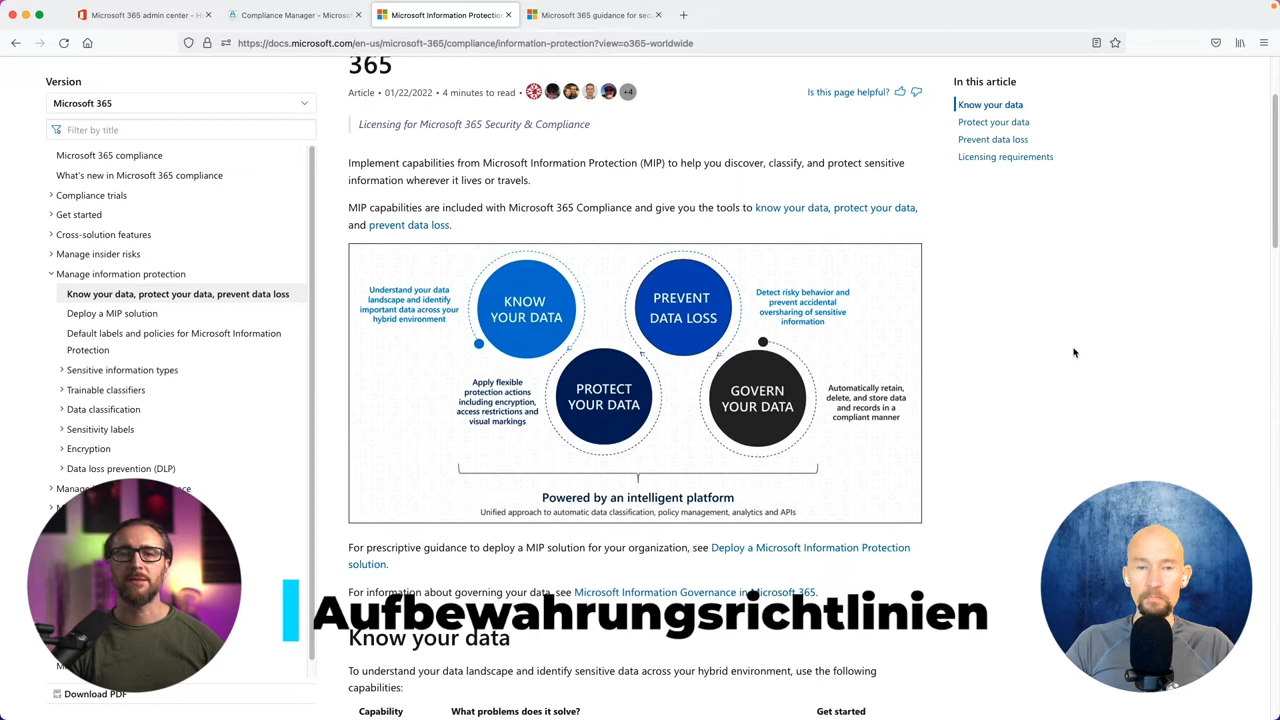 Microsoft 365 admin center - H
Compliance Manager - Microsof
Microsoft Information Protection
Microsoft 365 guidance for secu
https://docs.microsoft.com/en-us/microsoft-365/compliance/information-protection?view=o365-worldwide
Version
Microsoft 365
Filter by title
Microsoft 365 compliance
What's new in Microsoft 365 compliance
Compliance trials
Get started
Cross-solution features
Manage insider risks
Manage information protection
Know your data, protect your data, prevent data loss
Deploy a MIP solution
Default labels and policies for Microsoft Information
Protection
Sensitive information types
Trainable classifiers
Data classification
Sensitivity labels
Encryption
Data loss prevention (DLP)
Download PDF
365
Article • 01/22/2022 • 4 minutes to read
+4
Is this page helpful?
Licensing for Microsoft 365 Security & Compliance
Implement capabilities from Microsoft Information Protection (MIP) to help you discover, classify, and protect sensitive
information wherever it lives or travels.
MIP capabilities are included with Microsoft 365 Compliance and give you the tools to know your data, protect your data,
and prevent data loss.
Understand your data
landscape and identify
important data across your
hybrid environment
KNOW
YOUR DATA
PREVENT
DATA LOSS
Detect risky behavior and
prevent accidental
oversharing of sensitive
information
Apply flexible
protection actions
including encryption,
access restrictions and
visual markings
PROTECT
YOUR DATA
GOVERN
YOUR DATA
Automatically retain,
delete, and store data
and records in a
compliant manner
Powered by an intelligent platform
Unified approach to automatic data classification, policy management, analytics and APIs
For prescriptive guidance to deploy a MIP solution for your organization, see Deploy a Microsoft Information Protection
solution.
For information about governing your data, see Microsoft Information Governance in Microsoft 365.
Aufbewahrungsrichtlinien
Know your data
To understand your data landscape and identify sensitive data across your hybrid environment, use the following
capabilities:
Capability
What problems does it solve?
Get started
In this article
Know your data
Protect your data
Prevent data loss
Licensing requirements